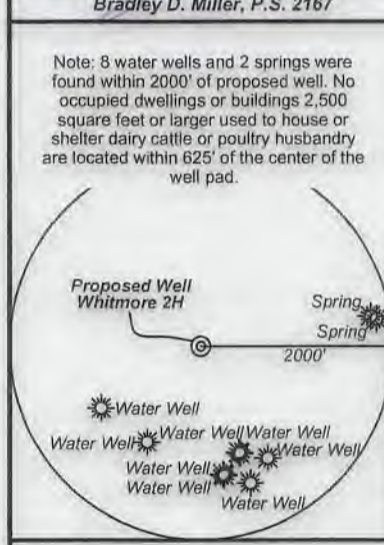 Bradley D. Miller, P.S. 2167
Note: 8 water wells and 2 springs were
found within 2000' of proposed well. No
occupied dwellings or buildings 2,500
square feet or larger used to house or
shelter dairy cattle or poultry husbandry
are located within 625' of the center of the
well pad.
Proposed Well
Whitmore 2H
Spring
Spring
2000'
Water Well
Water Well
Water Well
Water Well
Water Well
Water Well
Water Well
Water Well